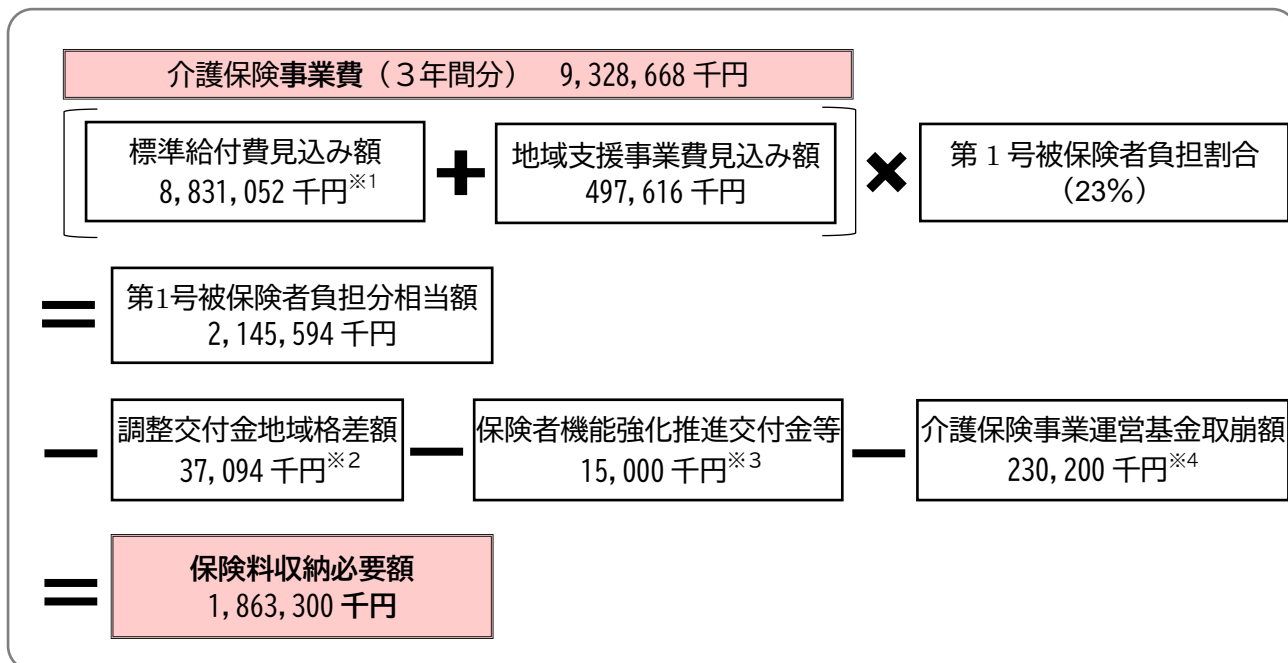 介護保険事業費（３年間分） 9,328,668 千円
標準給付費見込み額
8,831,052 千円※1
＋
地域支援事業費見込み額
497,616 千円
×
第 1 号被保険者負担割合
(23%)
＝
第1号被保険者負担分相当額
2,145,594 千円
－
調整交付金地域格差額
37,094 千円※2
－
保険者機能強化推進交付金等
15,000 千円※3
－
介護保険事業運営基金取崩額
230,200 千円※4
＝
保険料収納必要額
1,863,300 千円